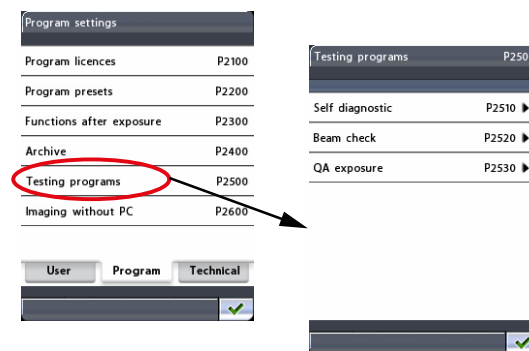 Program settings
Program licences P2100
Program presets P2200
Functions after exposure P2300
Archive P2400
Testing programs P2500
Imaging without PC P2600
User Program Technical
Testing programs P250
Self diagnostic P2510
Beam check P2520
QA exposure P2530